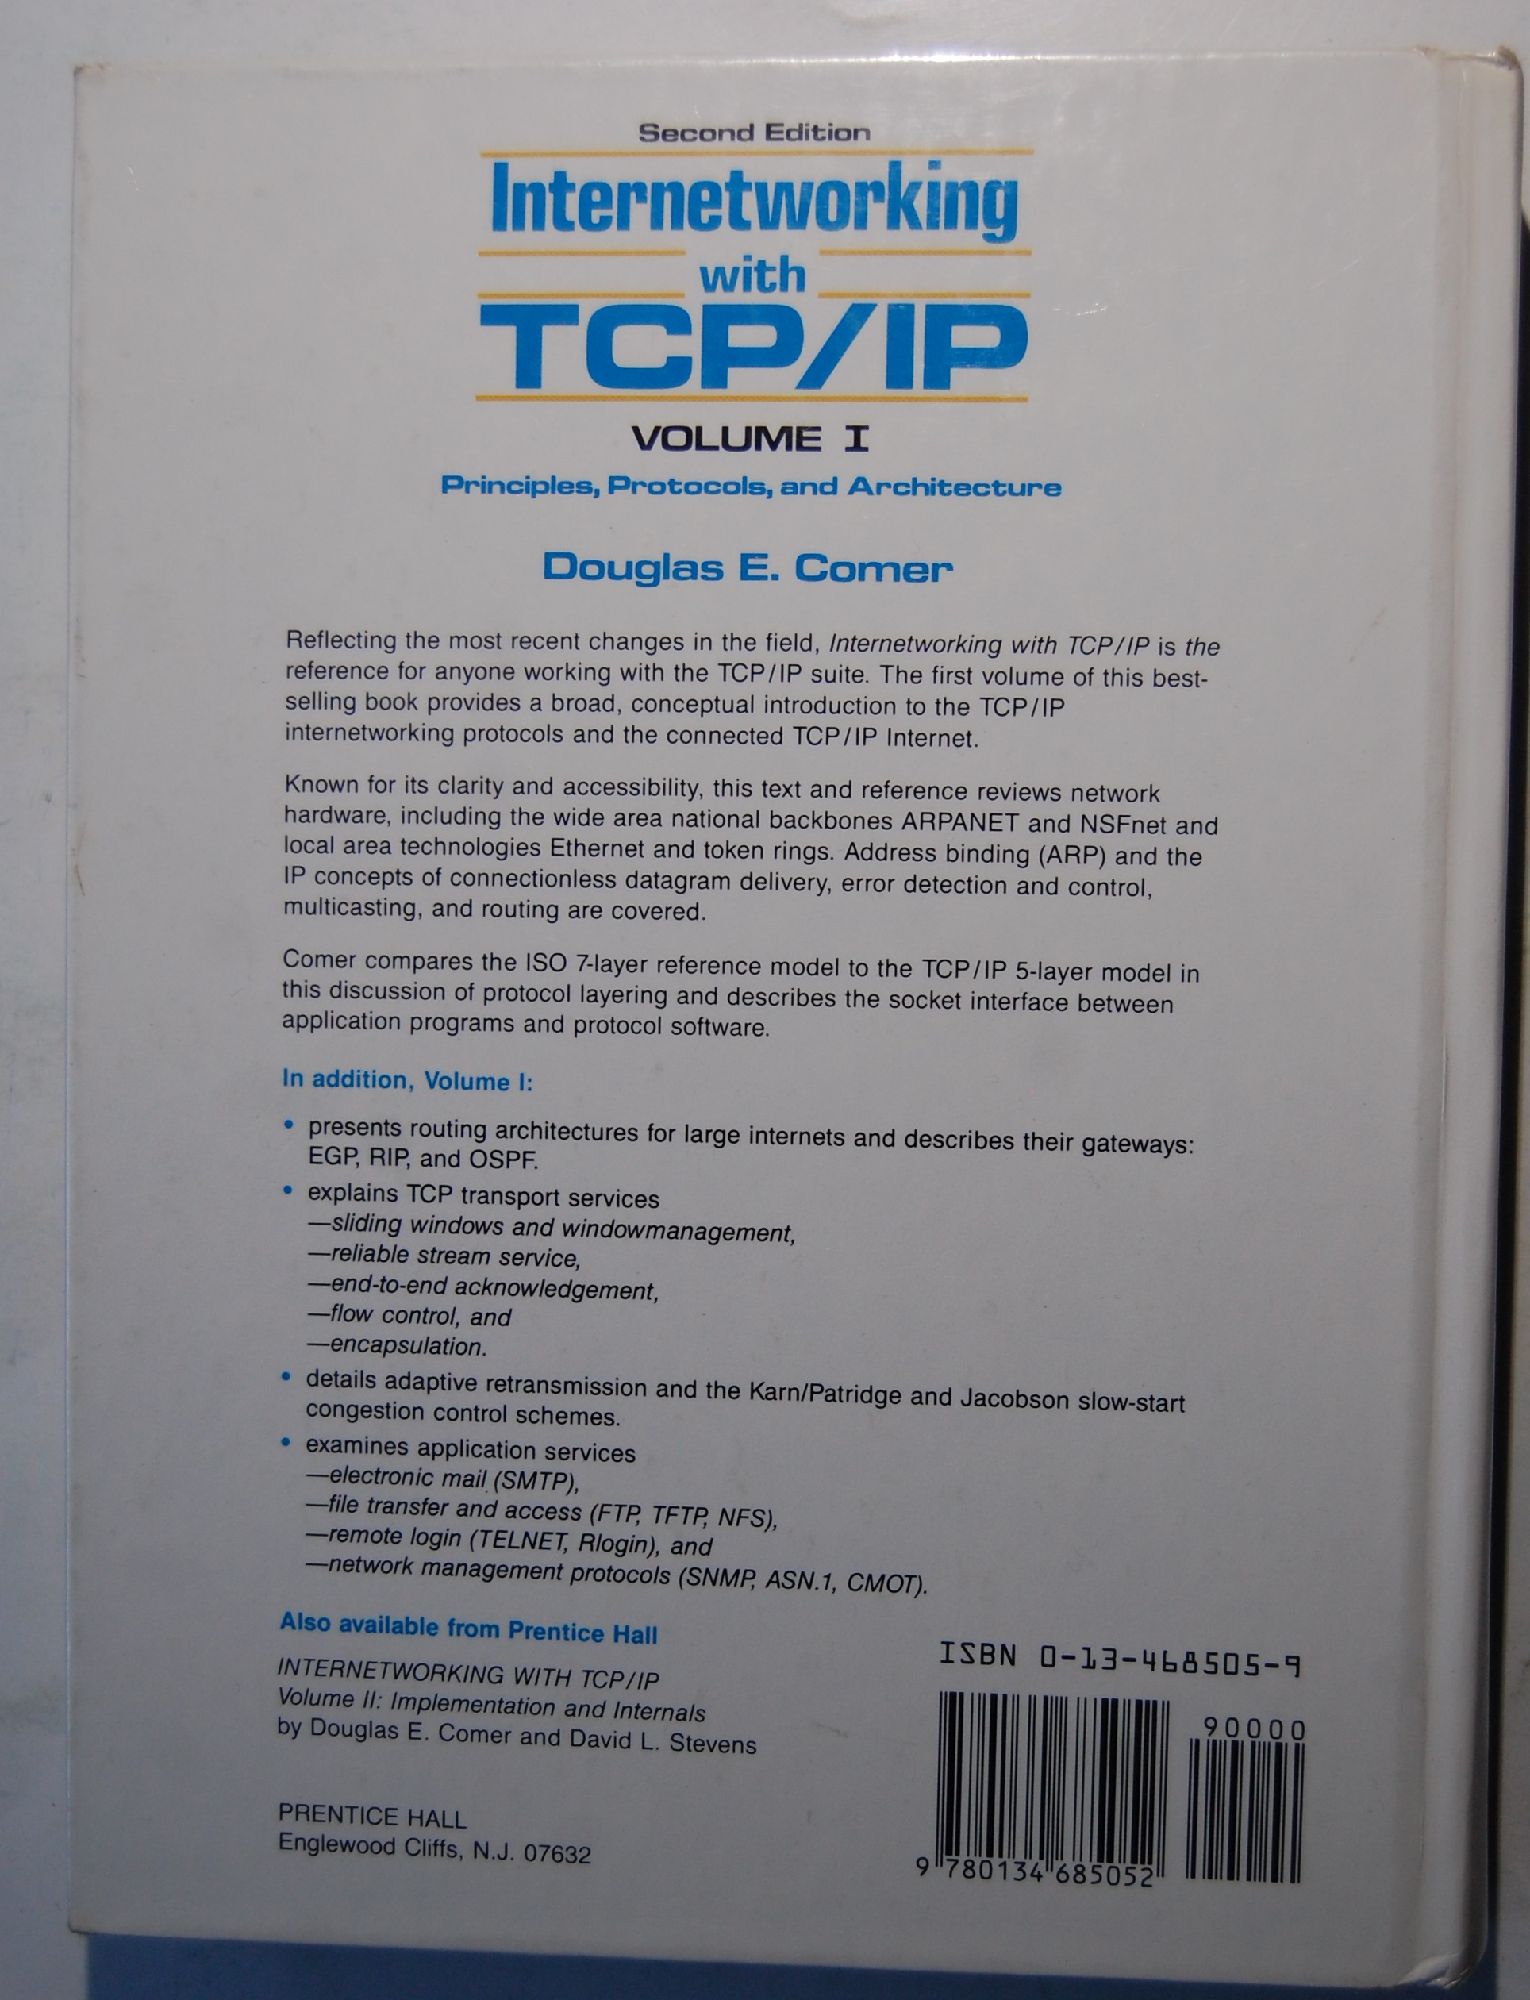 Second Edition
Internetworking
with
TCP/IP
VOLUME I
Principles, Protocols, and Architecture
Douglas E. Comer
Reflecting the most recent changes in the field, Internetworking with TCP/IP is the
reference for anyone working with the TCP/IP suite. The first volume of this best-
selling book provides a broad, conceptual introduction to the TCP/IP
internetworking protocols and the connected TCP/IP Internet.
Known for its clarity and accessibility, this text and reference reviews network
hardware, including the wide area national backbones ARPANET and NSFnet and
local area technologies Ethernet and token rings. Address binding (ARP) and the
IP concepts of connectionless datagram delivery, error detection and control,
multicasting, and routing are covered.
Comer compares the ISO 7-layer reference model to the TCP/IP 5-layer model in
this discussion of protocol layering and describes the socket interface between
application programs and protocol software.
In addition, Volume I:
• presents routing architectures for large internets and describes their gateways:
EGP, RIP, and OSPF.
• explains TCP transport services
—sliding windows and windowmanagement,
—reliable stream service,
—end-to-end acknowledgement,
—flow control, and
—encapsulation.
• details adaptive retransmission and the Karn/Patridge and Jacobson slow-start
congestion control schemes.
• examines application services
—electronic mail (SMTP),
—file transfer and access (FTP, TFTP, NFS),
—remote login (TELNET, Rlogin), and
—network management protocols (SNMP, ASN.1, CMOT).
Also available from Prentice Hall
INTERNETWORKING WITH TCP/IP
Volume II: Implementation and Internals
by Douglas E. Comer and David L. Stevens
PRENTICE HALL
Englewood Cliffs, N.J. 07632
ISBN 0-13-468505-9
90000
9 780134 685052